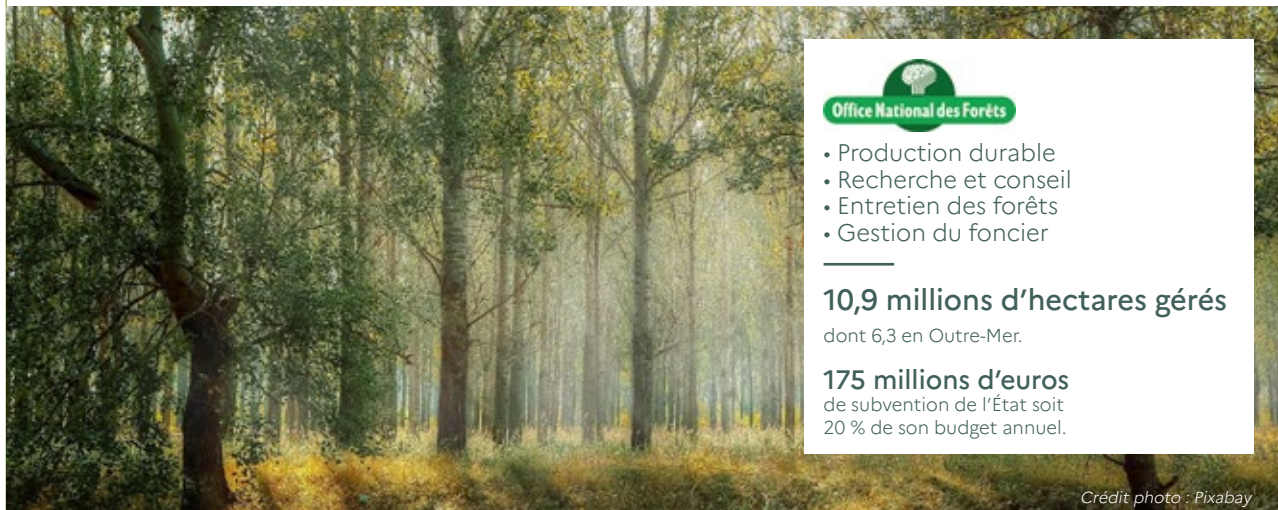 Office National des Forêts
• Production durable
• Recherche et conseil
• Entretien des forêts
• Gestion du foncier
10,9 millions d’hectares gérés
dont 6,3 en Outre-Mer.
175 millions d’euros
de subvention de l’État soit
20 % de son budget annuel.
Crédit photo : Pixabay